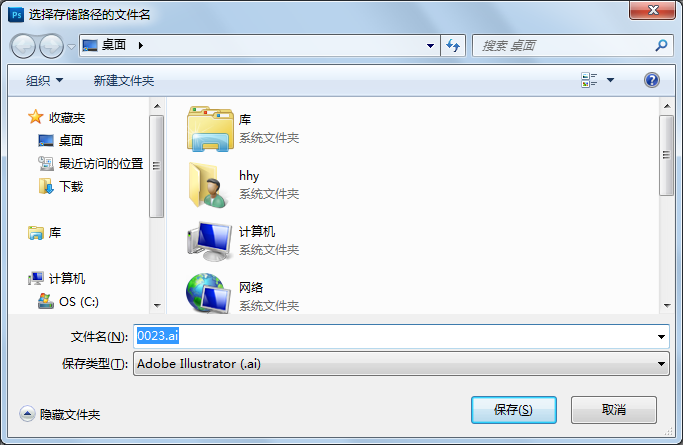 Ps 选择存储路径的文件名
桌面
搜索 桌面
组织 新建文件夹
收藏夹
桌面
最近访问的位置
下载
库
计算机
OS (C:)
库
系统文件夹
hhy
系统文件夹
计算机
系统文件夹
网络
系统文件夹
文件名(N): 0023.ai
保存类型(T): Adobe Illustrator (.ai)
隐藏文件夹 保存(S) 取消